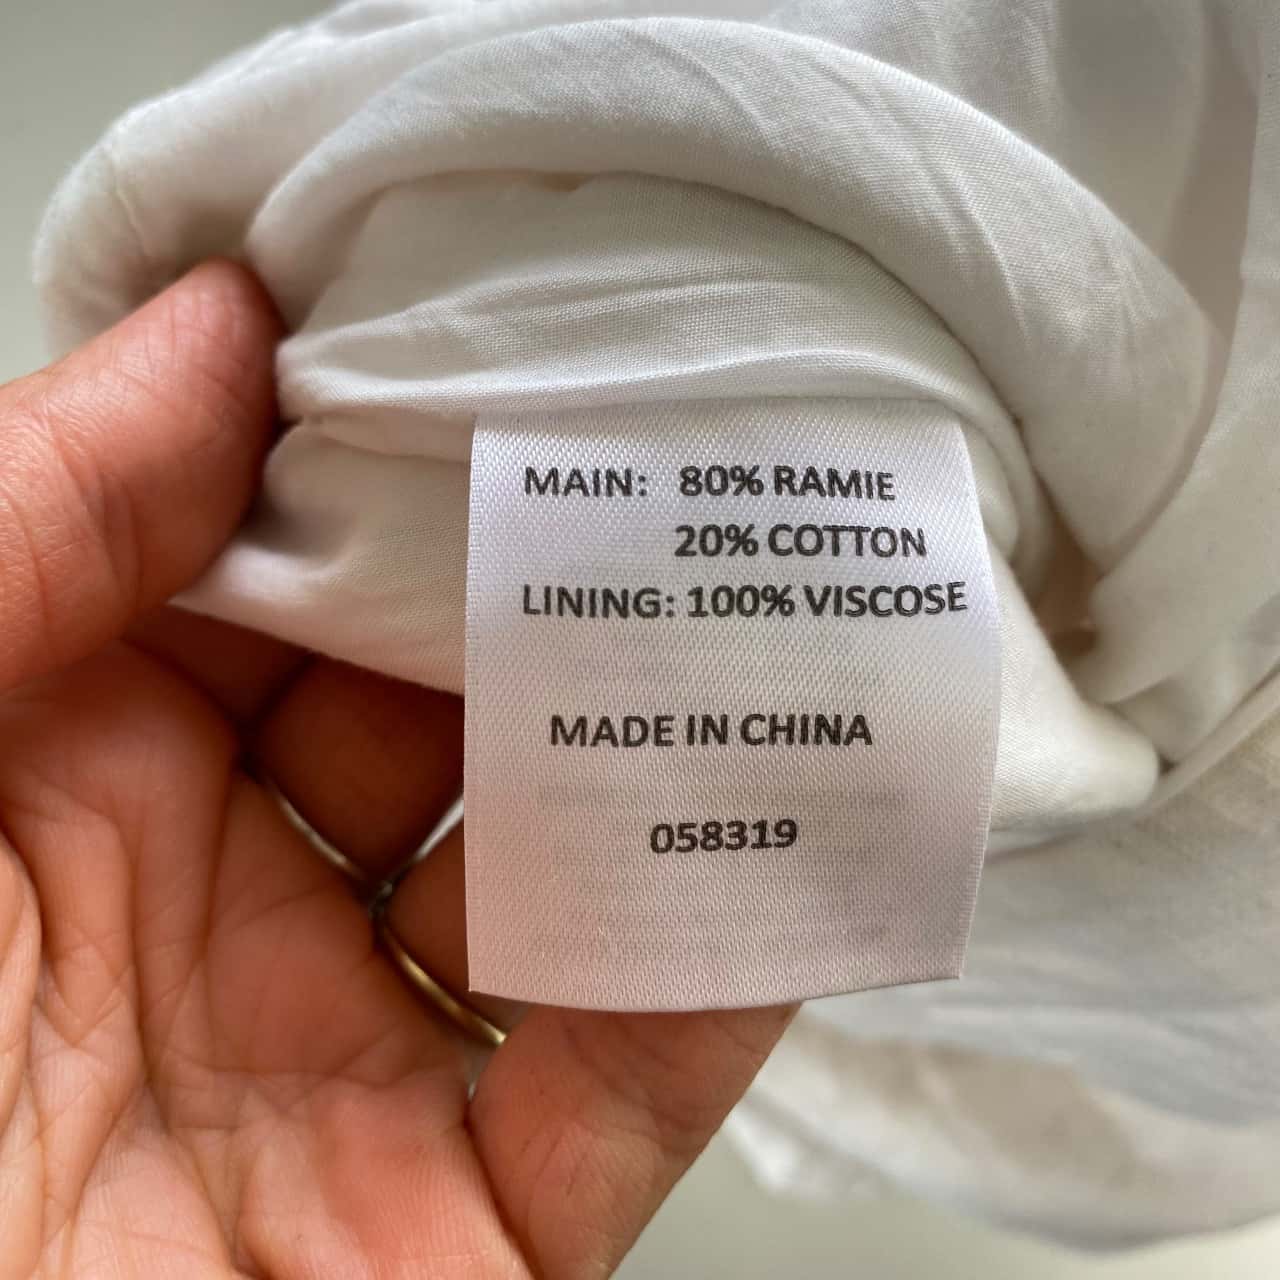 MAIN: 80% RAMIE
20% COTTON
LINING: 100% VISCOSE
MADE IN CHINA
058319